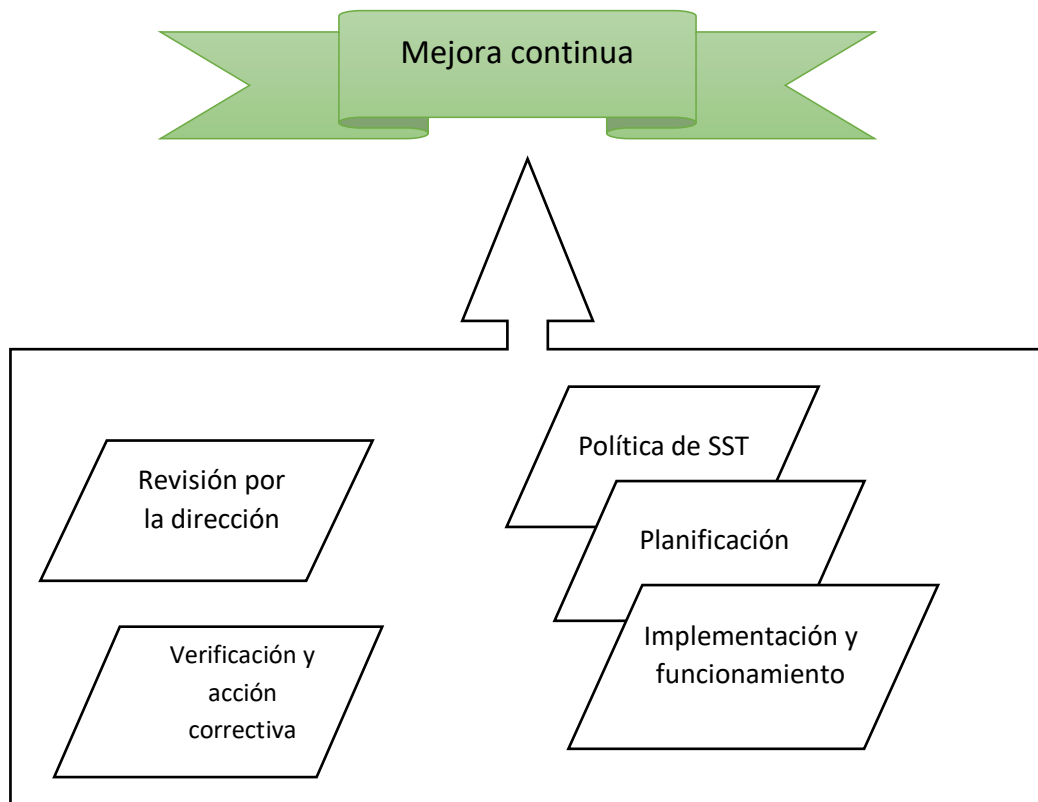 Mejora continua
Política de SST
Revisión por
la dirección
Planificación
Implementación y
funcionamiento
Verificación y
acción
correctiva